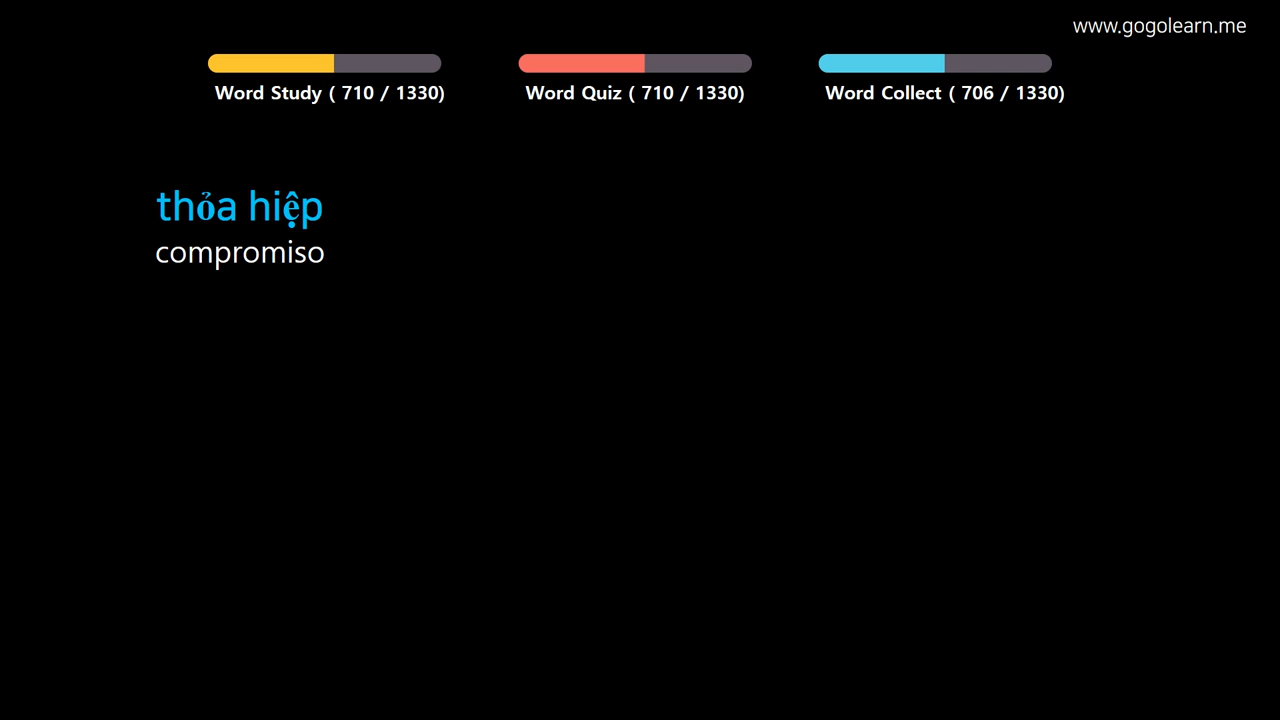 www.gogolearn.me
Word Study ( 710 / 1330)
Word Quiz ( 710 / 1330)
Word Collect ( 706 / 1330)
thỏa hiệp
compromiso